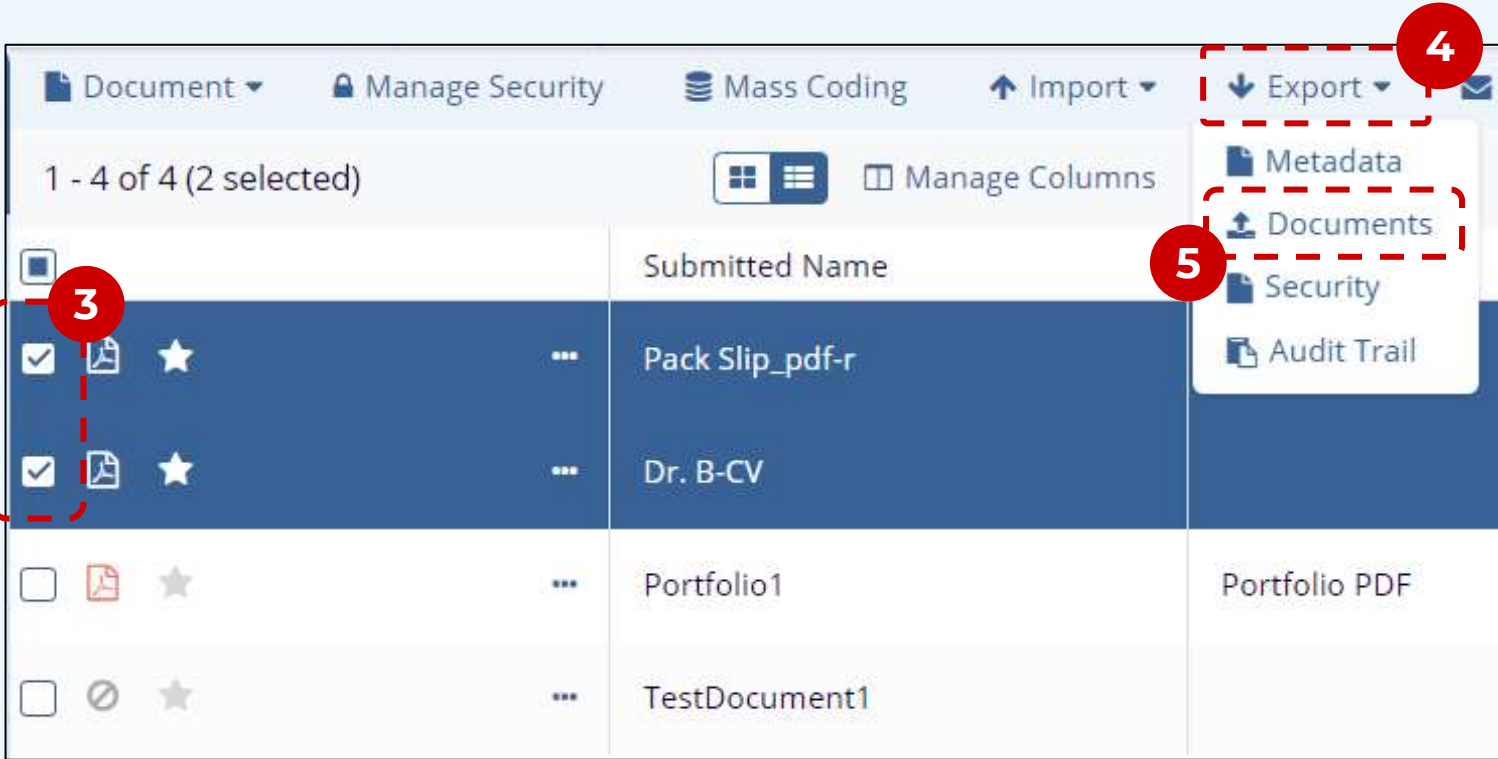 4
Document Manage Security Mass Coding Import Export
1 - 4 of 4 (2 selected) Manage Columns Metadata
Documents
Submitted Name
5
Security
3
Audit Trail
Pack Slip_pdf-r
Dr. B-CV
Portfolio1 Portfolio PDF
TestDocument1